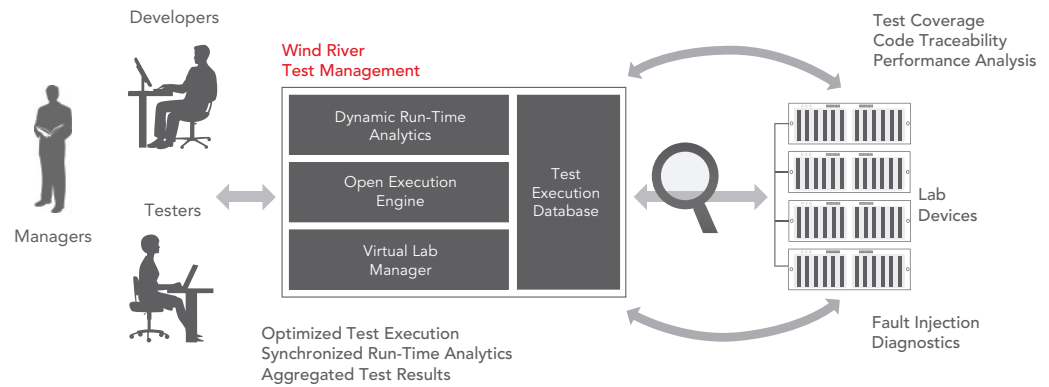 Developers
Managers
Testers
Wind River
Test Management
Dynamic Run-Time
Analytics
Open Execution
Engine
Virtual Lab
Manager
Test
Execution
Database
Optimized Test Execution
Synchronized Run-Time Analytics
Aggregated Test Results
Test Coverage
Code Traceability
Performance Analysis
Lab
Devices
Fault Injection
Diagnostics